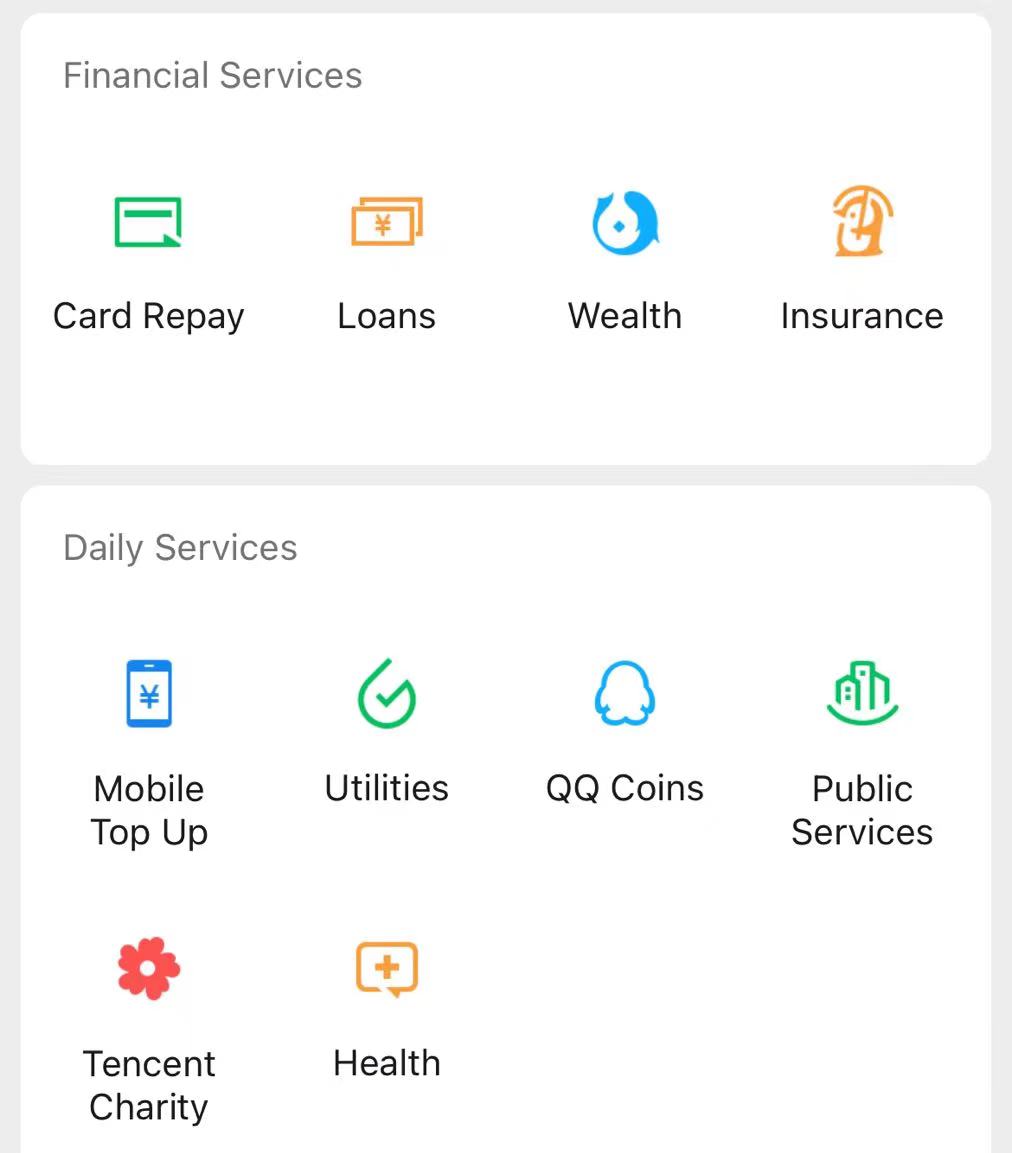 Financial Services
¥
Card Repay
Loans
Wealth
Insurance
Daily Services
¥
Mobile
Top Up
Utilities
QQ Coins
Public
Services
Tencent
Charity
Health